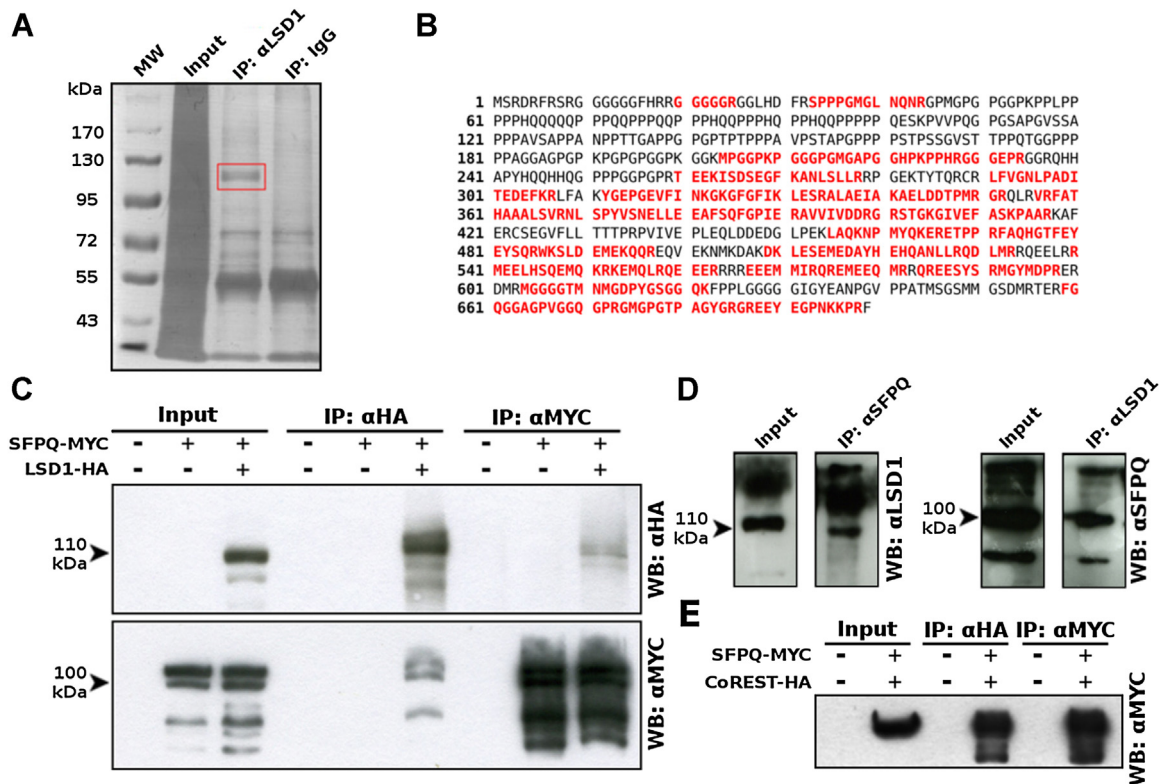 A
MW
Input
IP: αLSD1
IP: IgG
kDa
170
130
95
72
55
43
B
1 MSRDRFRSRG GGGGGFHRRG GGGGRGGLHD FRSPPPGMGL NQNRGPMGPG PGGPKPPLPP
61 PPPHQQQQQP PPQQPPPQQP PPHQPPPHQ PPHQQPPPPP QESKPVVPQG PGSAPGVSSA
121 PPPAVSAPPA NPPTTGAPPG PGPTPTPPPA VPSTAPGPPP PSTPSSGVST TPPQTGGPPP
181 PPAGGAGPGP KPGPGPGGPK GGKMPGGPKP GGGPGMGAPG GHPKPPHRGG GEPRGGRQHH
241 APYHQQHHQG PPPGGPGPRT EEKISDSEGF KANLSLLRRP GEKTYTQRCR LFVGNLPADI
301 TEDEFKRLFA KYGEPGEVFI NKGKGFGFIK LESRALAEIA KAELDDTPMR GRQLRVRFAT
361 HAAALSVRNL SPYVSNELLE EAFSQFGPIE RAVVIVDDRG RSTGKGIVEF ASKPAARKAF
421 ERCSEGVFLL TTTPRPVIVE PLEQLDDEDG LPEKLAQKNP MYQKERETPP RFAQHGTFEY
481 EYSQRWKSLD EMEKQQREQV EKNMKDAKDK LESEMEDAYH EHQANLLRQD LMRRQEELRR
541 MEELHSQEMQ KRKEMQLRQE EERRRREEEM MIRQREMEEQ MRRQREESYS RMGYMDPRER
601 DMRMGGGGTM NMGDPYGSGG QKFPPLGGGG GIGYEANPGV PPATMSGSMM GSDMRTERFG
661 QGGAGPVGGQ GPRGMGPGTP AGYGRGREEY EGPNKKPRF
C
Input
IP: αHA
IP: αMYC
SFPQ-MYC - + + - + + - + +
LSD1-HA - - + - - + - - +
110
kDa
WB: αHA
100
kDa
WB: αMYC
D
Input
IP: αSFPQ
110
kDa
WB: αLSD1
Input
IP: αLSD1
100
kDa
WB: αSFPQ
E
Input
IP: αHA
IP: αMYC
SFPQ-MYC - + - + - +
CoREST-HA - + - + - +
WB: αMYC